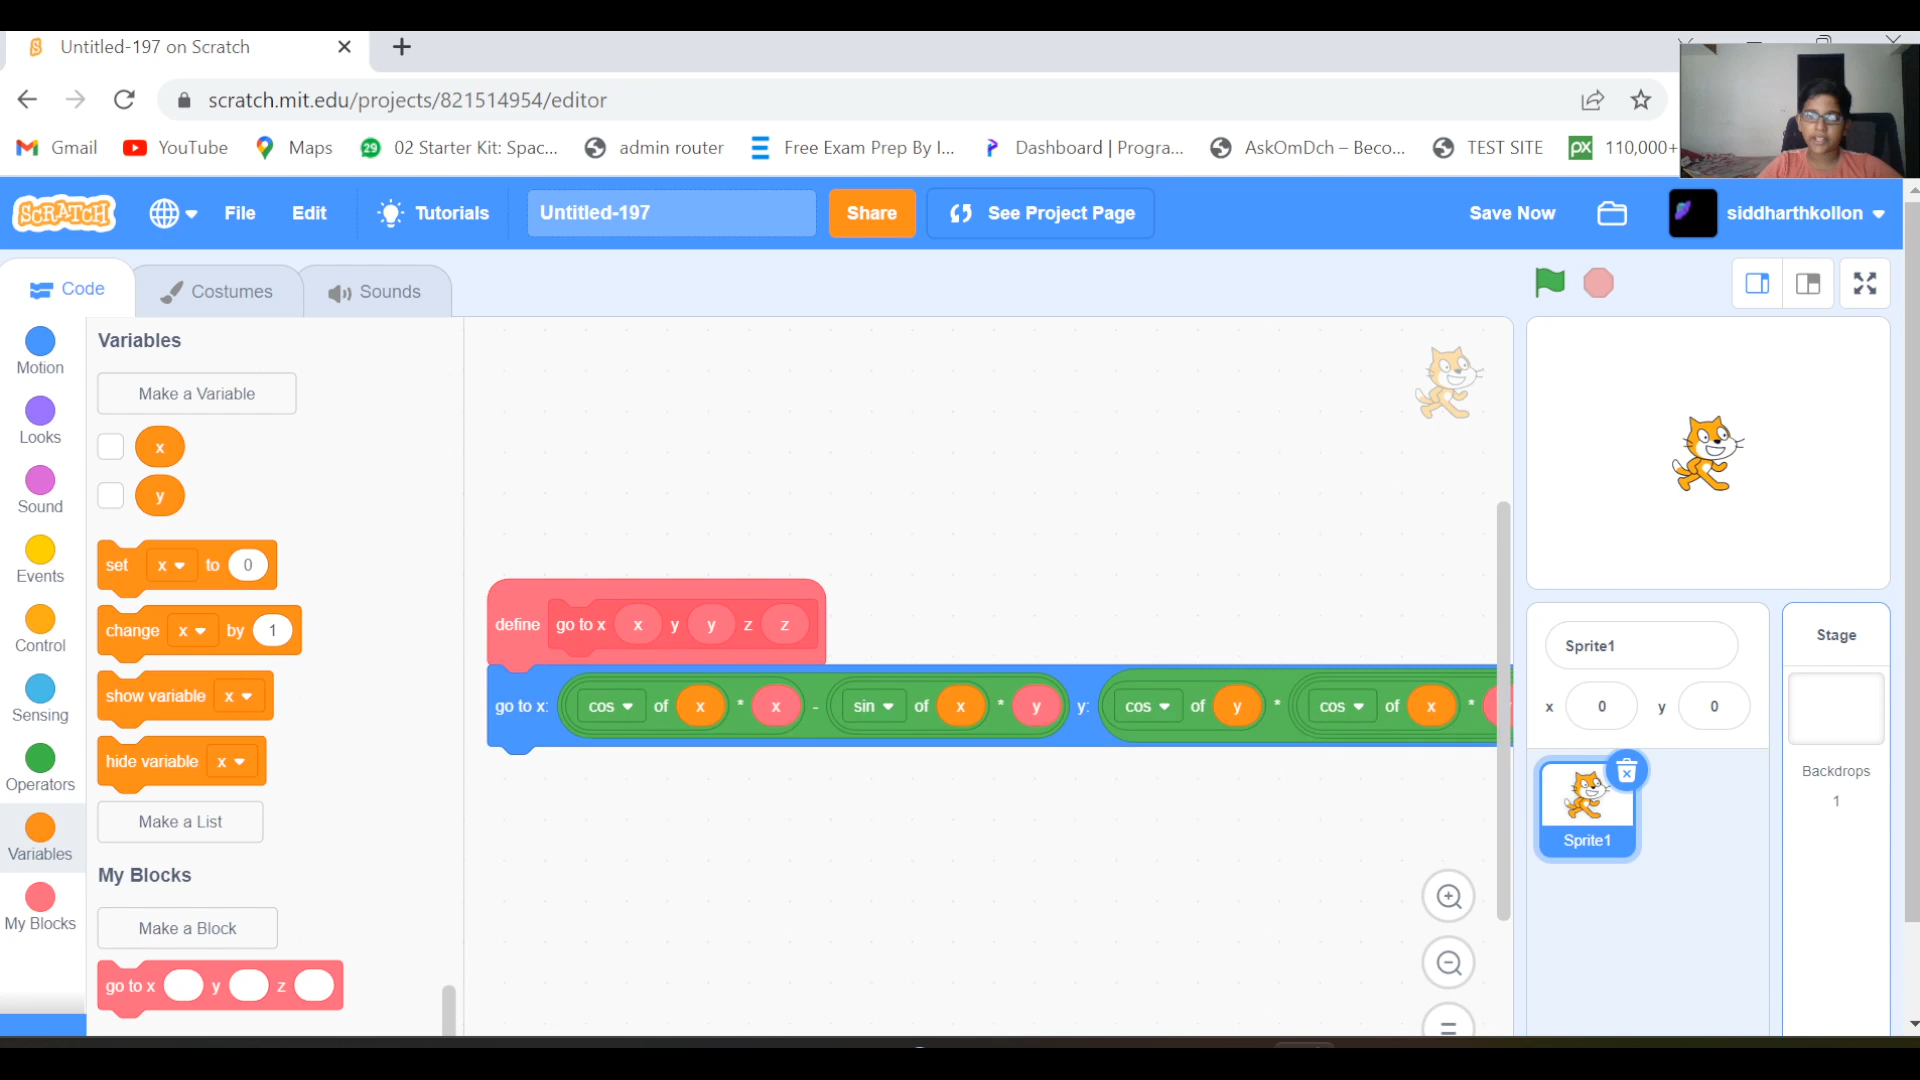 Untitled-197 on Scratch
scratch.mit.edu/projects/821514954/editor
Gmail YouTube Maps 02 Starter Kit: Spac... admin router Free Exam Prep By I... Dashboard | Progra... AskOmDch – Beco... TEST SITE 110,000+
SCRATCH File Edit Tutorials Untitled-197 Share See Project Page Save Now siddharthkollon
Code Costumes Sounds
Motion
Looks
Sound
Events
Control
Sensing
Operators
Variables
My Blocks
Variables
Make a Variable
x
y
set x to 0
change x by 1
show variable x
hide variable x
Make a List
My Blocks
Make a Block
go to x y z
define go to x x y y z z
go to x: cos of x * x - sin of x * y y: cos of y * cos of x *
Sprite1
x 0 y 0
Sprite1
Stage
Backdrops
1